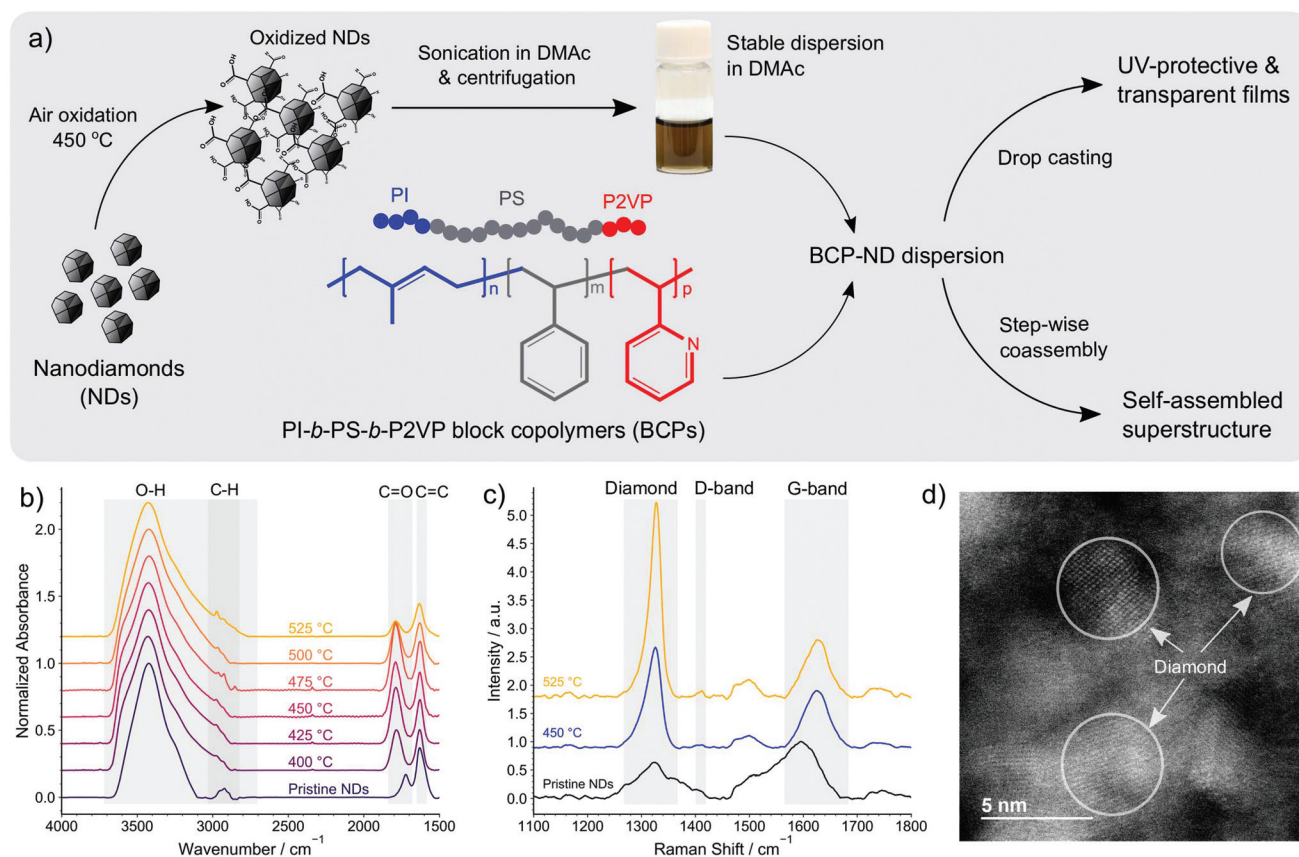 a)
Oxidized NDs
Air oxidation
450 °C
Sonication in DMAc
& centrifugation
Stable dispersion
in DMAc
UV-protective &
transparent films
Drop casting
BCP-ND dispersion
Step-wise
coassembly
Self-assembled
superstructure
Nanodiamonds
(NDs)
PI
PS
P2VP
n
m
p
N
PI-b-PS-b-P2VP block copolymers (BCPs)
b)
O-H
C-H
C=O
C=C
Normalized Absorbance
2.0
1.5
1.0
0.5
0.0
525 °C
500 °C
475 °C
450 °C
425 °C
400 °C
Pristine NDs
4000
3500
3000
2500
2000
1500
Wavenumber / cm⁻¹
c)
Diamond
D-band
G-band
Intensity / a.u.
5.0
4.5
4.0
3.5
3.0
2.5
2.0
1.5
1.0
0.5
0.0
525 °C
450 °C
Pristine NDs
1100
1200
1300
1400
1500
1600
1700
1800
Raman Shift / cm⁻¹
d)
Diamond
5 nm